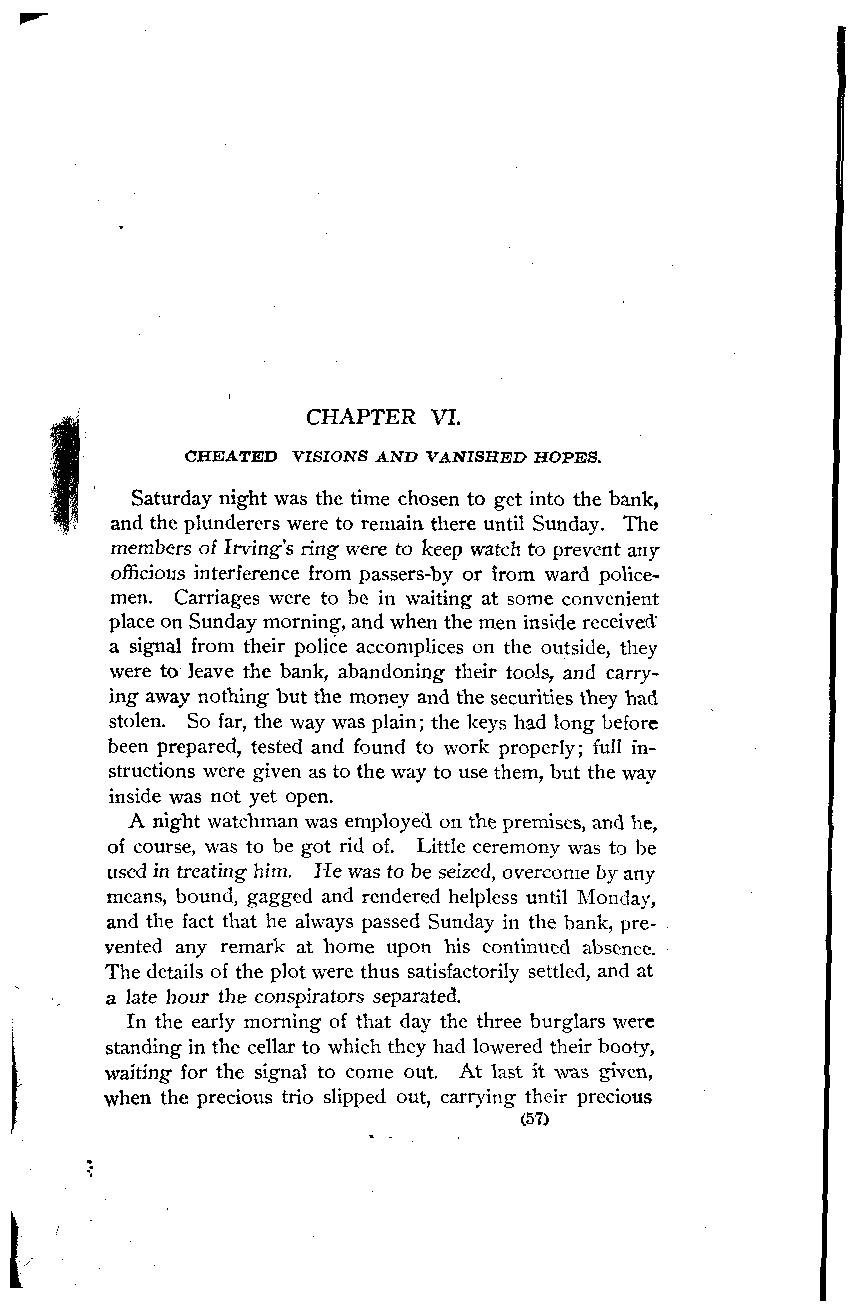 CHAPTER VI.
CHEATED VISIONS AND VANISHED HOPES.
Saturday night was the time chosen to get into the bank,
and the plunderers were to remain there until Sunday. The
members of Irving's ring were to keep watch to prevent any
officious interference from passers-by or from ward police-
men. Carriages were to be in waiting at some convenient
place on Sunday morning, and when the men inside received
a signal from their police accomplices on the outside, they
were to leave the bank, abandoning their tools, and carry-
ing away nothing but the money and the securities they had
stolen. So far, the way was plain; the keys had long before
been prepared, tested and found to work properly; full in-
structions were given as to the way to use them, but the way
inside was not yet open.
A night watchman was employed on the premises, and he,
of course, was to be got rid of. Little ceremony was to be
used in treating him. He was to be seized, overcome by any
means, bound, gagged and rendered helpless until Monday,
and the fact that he always passed Sunday in the bank, pre-
vented any remark at home upon his continued absence.
The details of the plot were thus satisfactorily settled, and at
a late hour the conspirators separated.
In the early morning of that day the three burglars were
standing in the cellar to which they had lowered their booty,
waiting for the signal to come out. At last it was given,
when the precious trio slipped out, carrying their precious
(57)